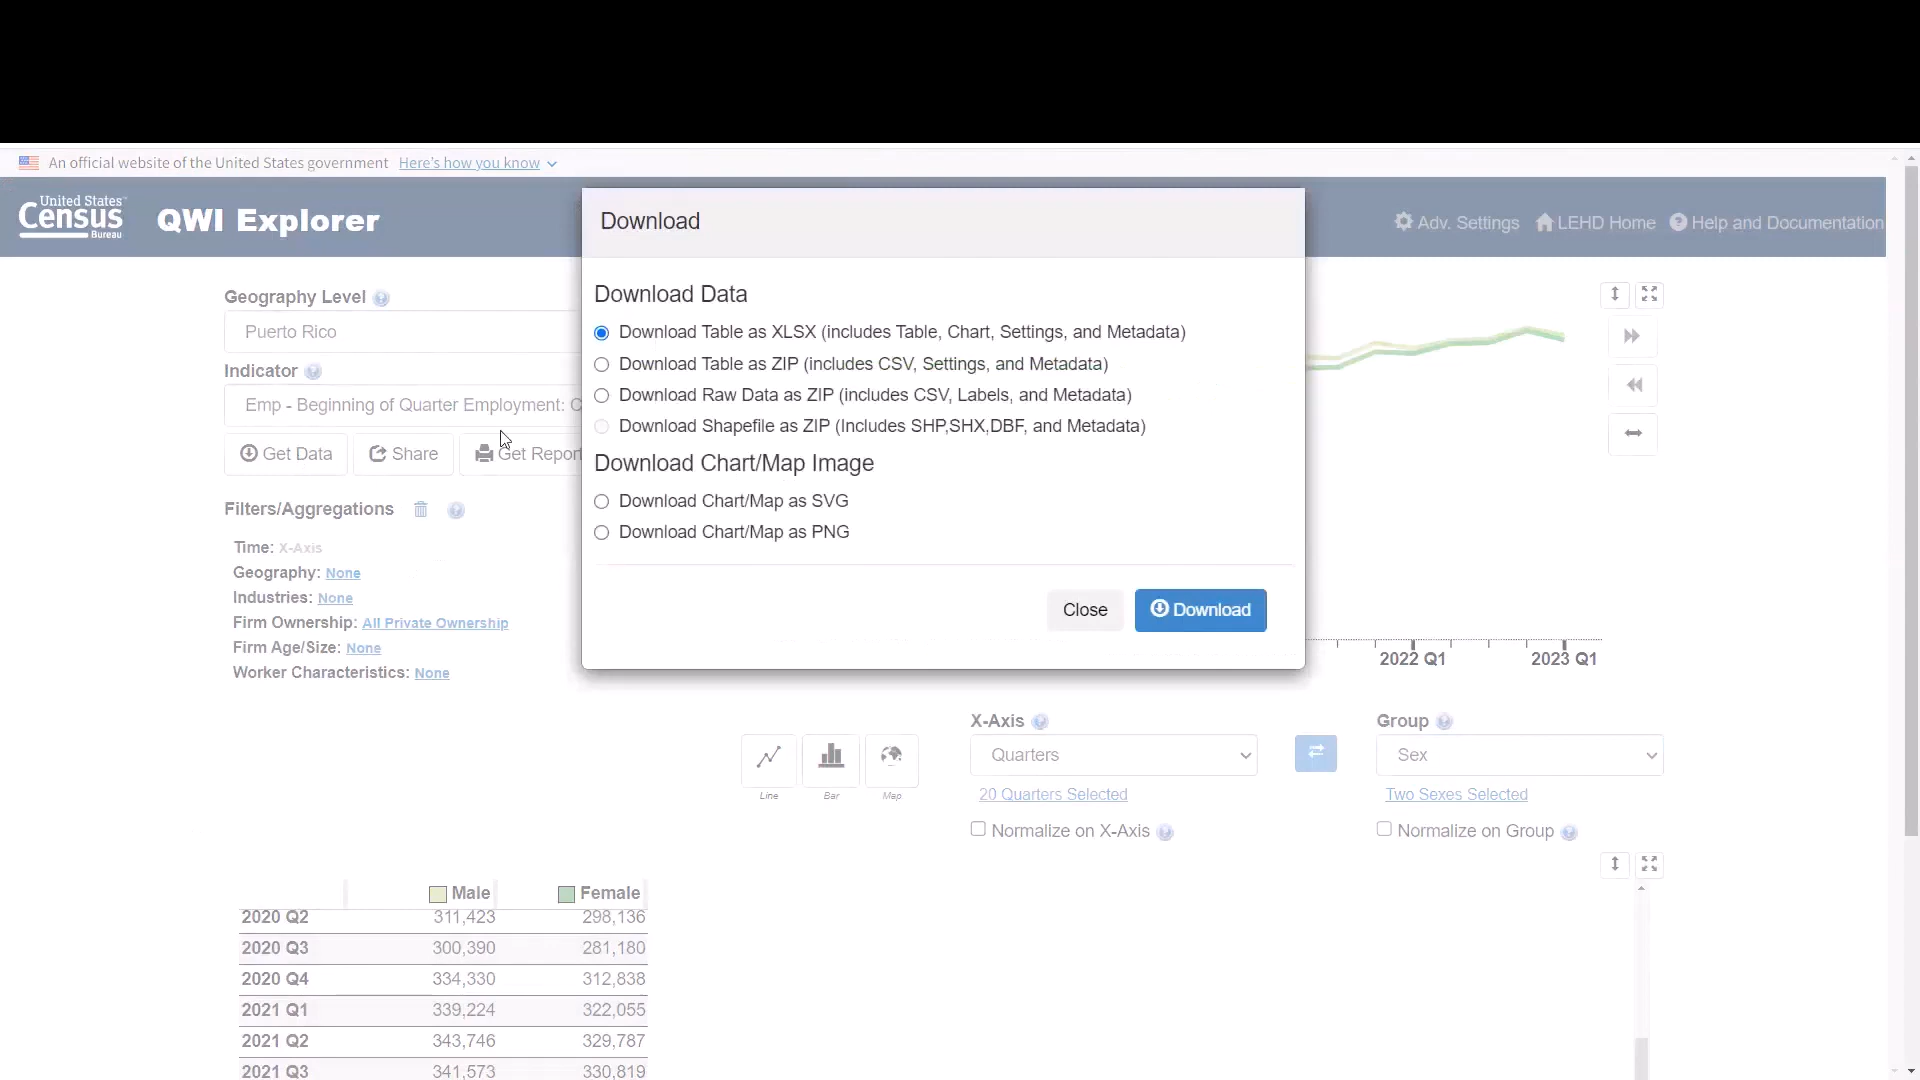 An official website of the United States government Here's how you know
United States
Census
Bureau
QWI Explorer
Adv. Settings LEHD Home Help and Documentation
Download
Download Data
Download Table as XLSX (includes Table, Chart, Settings, and Metadata)
Download Table as ZIP (includes CSV, Settings, and Metadata)
Download Raw Data as ZIP (includes CSV, Labels, and Metadata)
Download Shapefile as ZIP (Includes SHP,SHX,DBF, and Metadata)
Download Chart/Map Image
Download Chart/Map as SVG
Download Chart/Map as PNG
Close Download
Geography Level
Puerto Rico
Indicator
Emp - Beginning of Quarter Employment: C
Get Data Share Get Report
Filters/Aggregations
Time: X-Axis
Geography: None
Industries: None
Firm Ownership: All Private Ownership
Firm Age/Size: None
Worker Characteristics: None
2022 Q1 2023 Q1
Line Bar Map
X-Axis
Quarters
20 Quarters Selected
Normalize on X-Axis
Group
Sex
Two Sexes Selected
Normalize on Group
Male Female
2020 Q2 311,423 298,136
2020 Q3 300,390 281,180
2020 Q4 334,330 312,838
2021 Q1 339,224 322,055
2021 Q2 343,746 329,787
2021 Q3 341,573 330,819